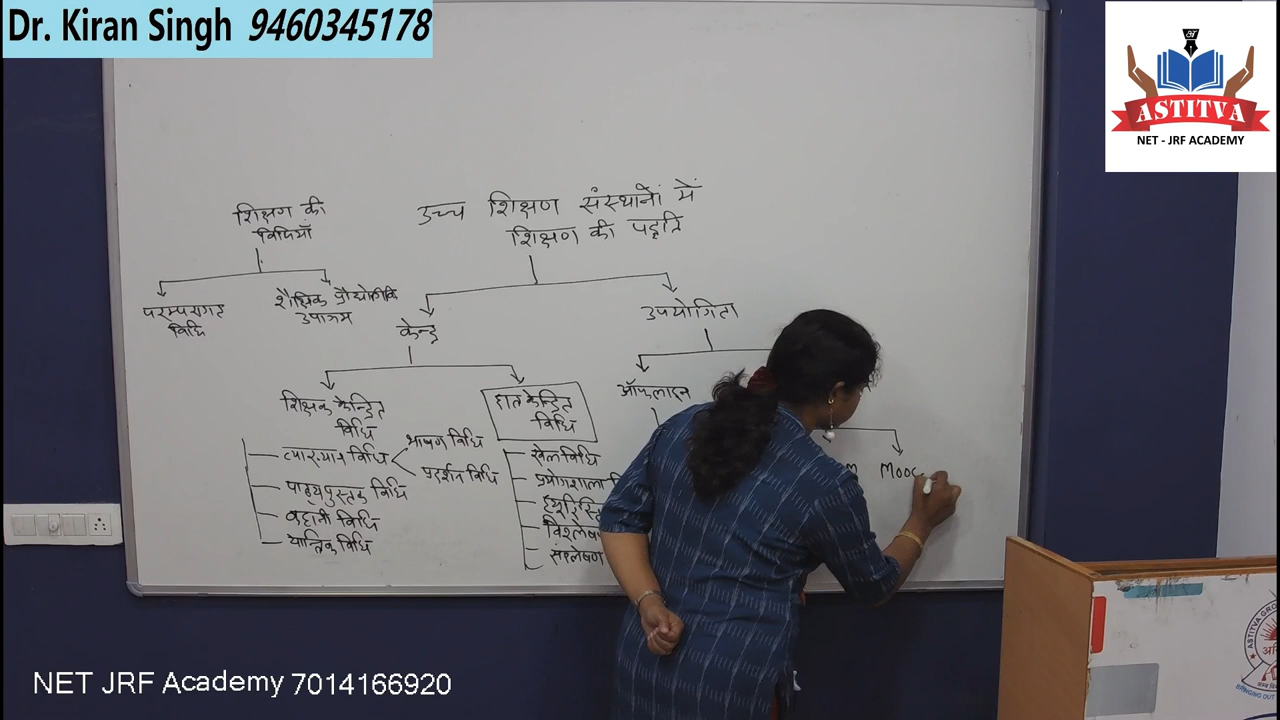 Dr. Kiran Singh 9460345178
ASTITVA
NET - JRF ACADEMY
शिक्षण की
विधियाँ
परम्परागत
विधि
शैक्षिक प्रौद्योगिकी
उपागम
उच्च शिक्षण संस्थानों में
शिक्षण की पद्दति
केन्द्र
उपयोगिता
शिक्षक केन्द्रित
विधि
व्याख्यान विधि
भाषण विधि
प्रदर्शन विधि
पाठ्यपुस्तक विधि
कहानी विधि
यान्त्रिक विधि
छात्र केन्द्रित
विधि
खेल विधि
प्रयोगशाला
विश्लेषण
संश्लेषण
ऑफलाइन
MOOC
NET JRF Academy 7014166920